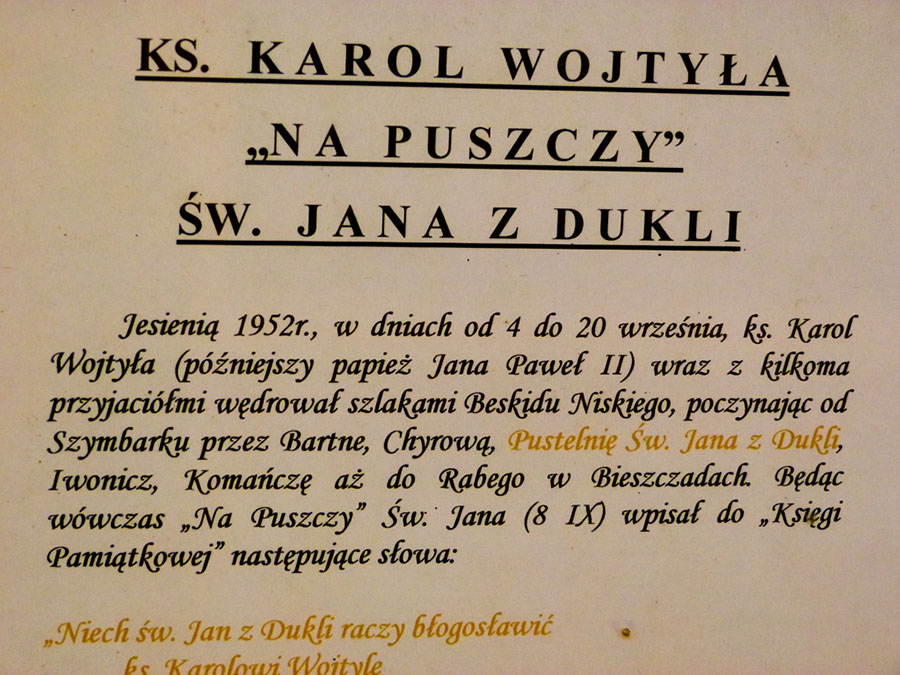 KS. KAROL WOJTYŁA
„NA PUSZCZY”
ŚW. JANA Z DUKLI
Jesienią 1952r., w dniach od 4 do 20 września, ks. Karol
Wojtyła (późniejszy papież Jana Paweł II) wraz z kilkoma
przyjaciółmi wędrował szlakami Beskidu Niskiego, poczynając od
Szymbarku przez Bartne, Chyrową, Pustelnię Św. Jana z Dukli,
Iwonicz, Komańczę aż do Rabego w Bieszczadach. Będąc
wówczas „Na Puszczy” Św. Jana (8 IX) wpisał do „Księgi
Pamiątkowej” następujące słowa:
„Niech św. Jan z Dukli raczy błogosławić
ks. Karolowi Wojtyle